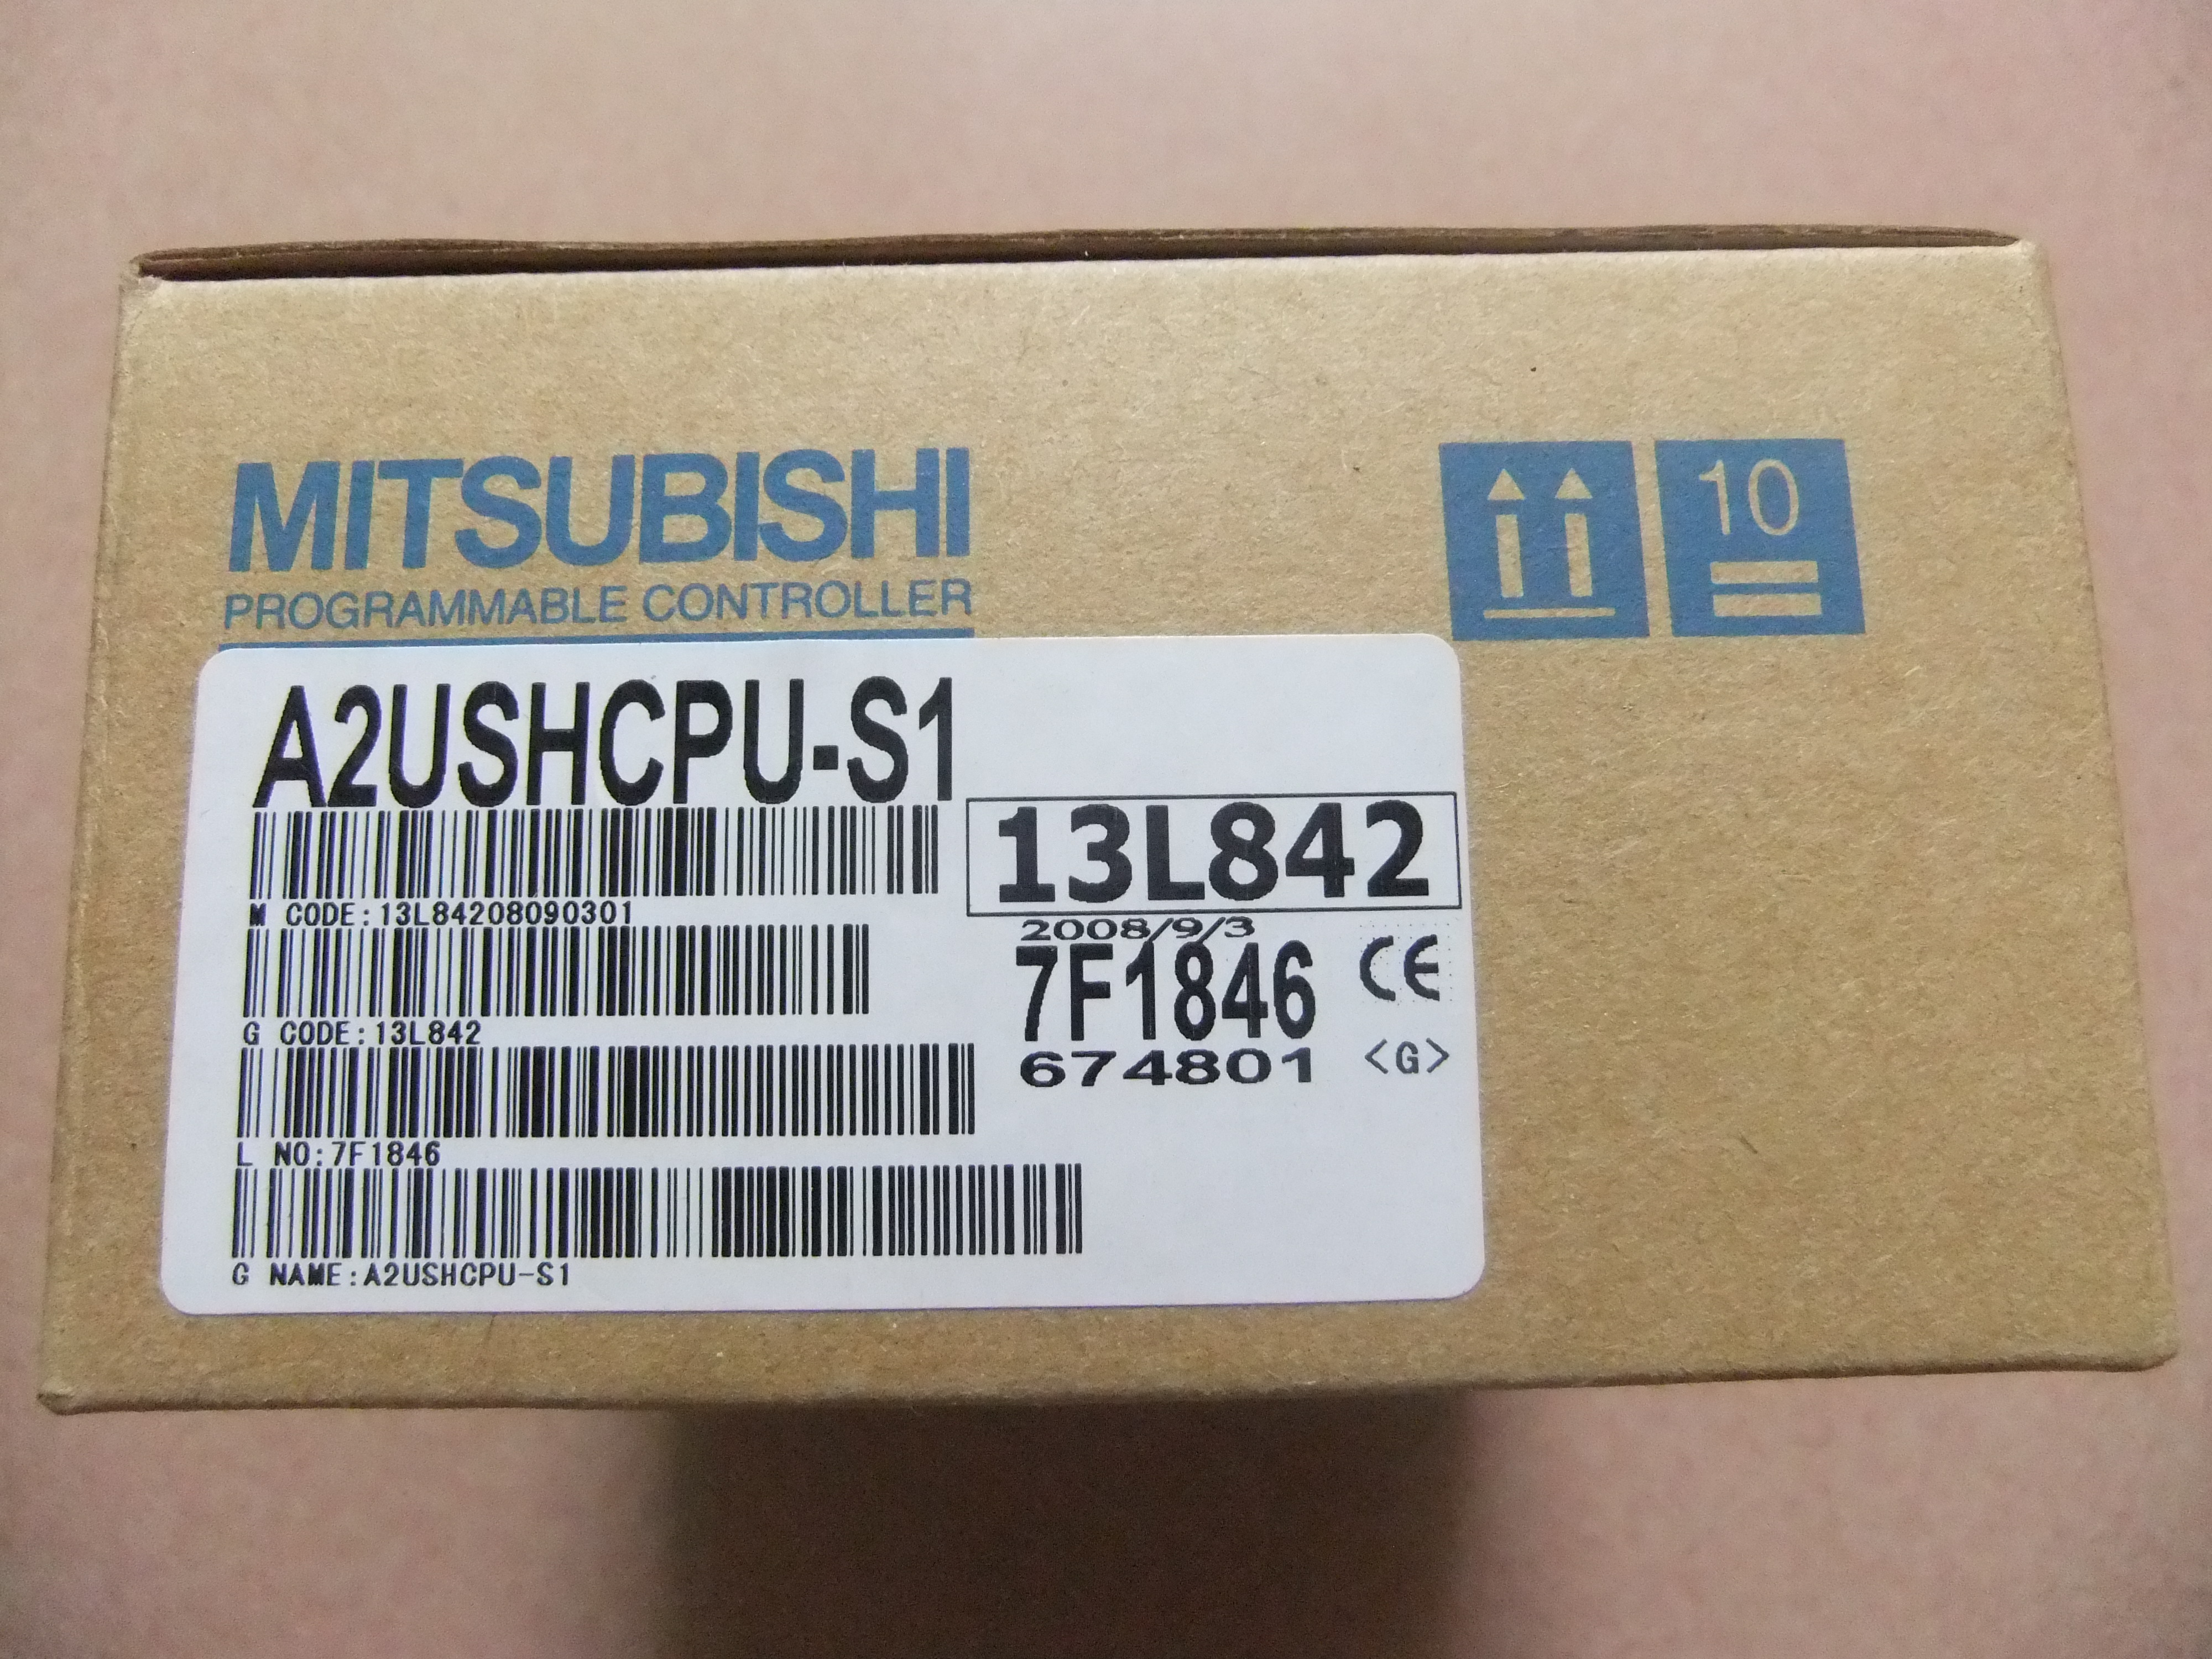 MITSUBISHI
PROGRAMMABLE CONTROLLER
10
A2USHCPU-S1
13L842
M CODE:13L84208090301
2008/9/3
7F1846
CE
G CODE:13L842
674801
<G>
L NO:7F1846
G NAME:A2USHCPU-S1